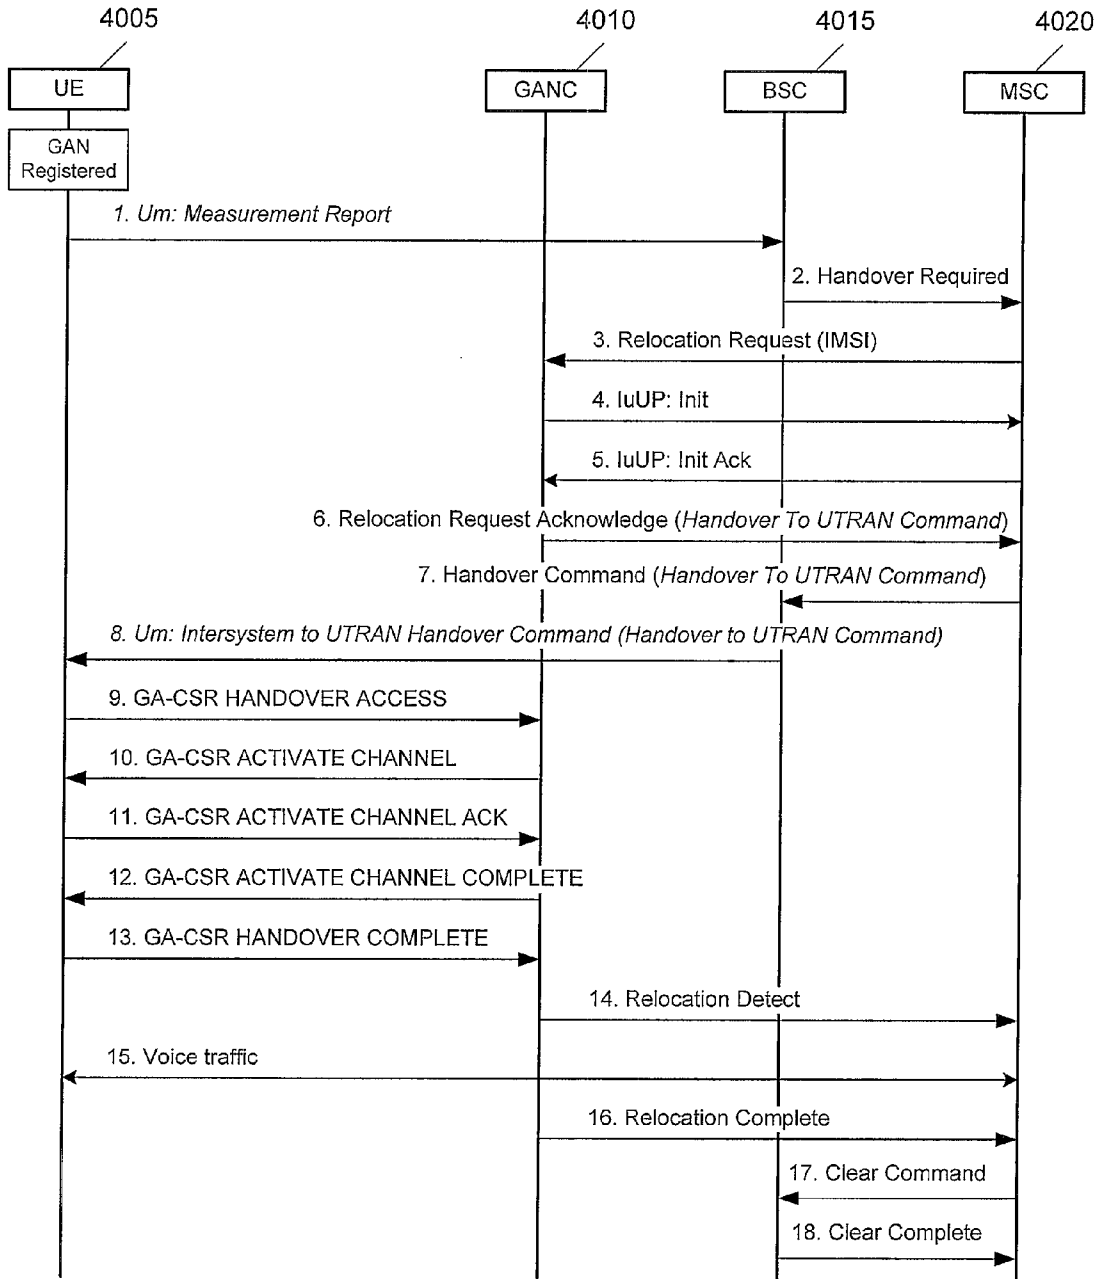 4005 4010 4015 4020
UE GANC BSC MSC
GAN
Registered
1. Um: Measurement Report
2. Handover Required
3. Relocation Request (IMSI)
4. IuUP: Init
5. IuUP: Init Ack
6. Relocation Request Acknowledge (Handover To UTRAN Command)
7. Handover Command (Handover To UTRAN Command)
8. Um: Intersystem to UTRAN Handover Command (Handover to UTRAN Command)
9. GA-CSR HANDOVER ACCESS
10. GA-CSR ACTIVATE CHANNEL
11. GA-CSR ACTIVATE CHANNEL ACK
12. GA-CSR ACTIVATE CHANNEL COMPLETE
13. GA-CSR HANDOVER COMPLETE
14. Relocation Detect
15. Voice traffic
16. Relocation Complete
17. Clear Command
18. Clear Complete